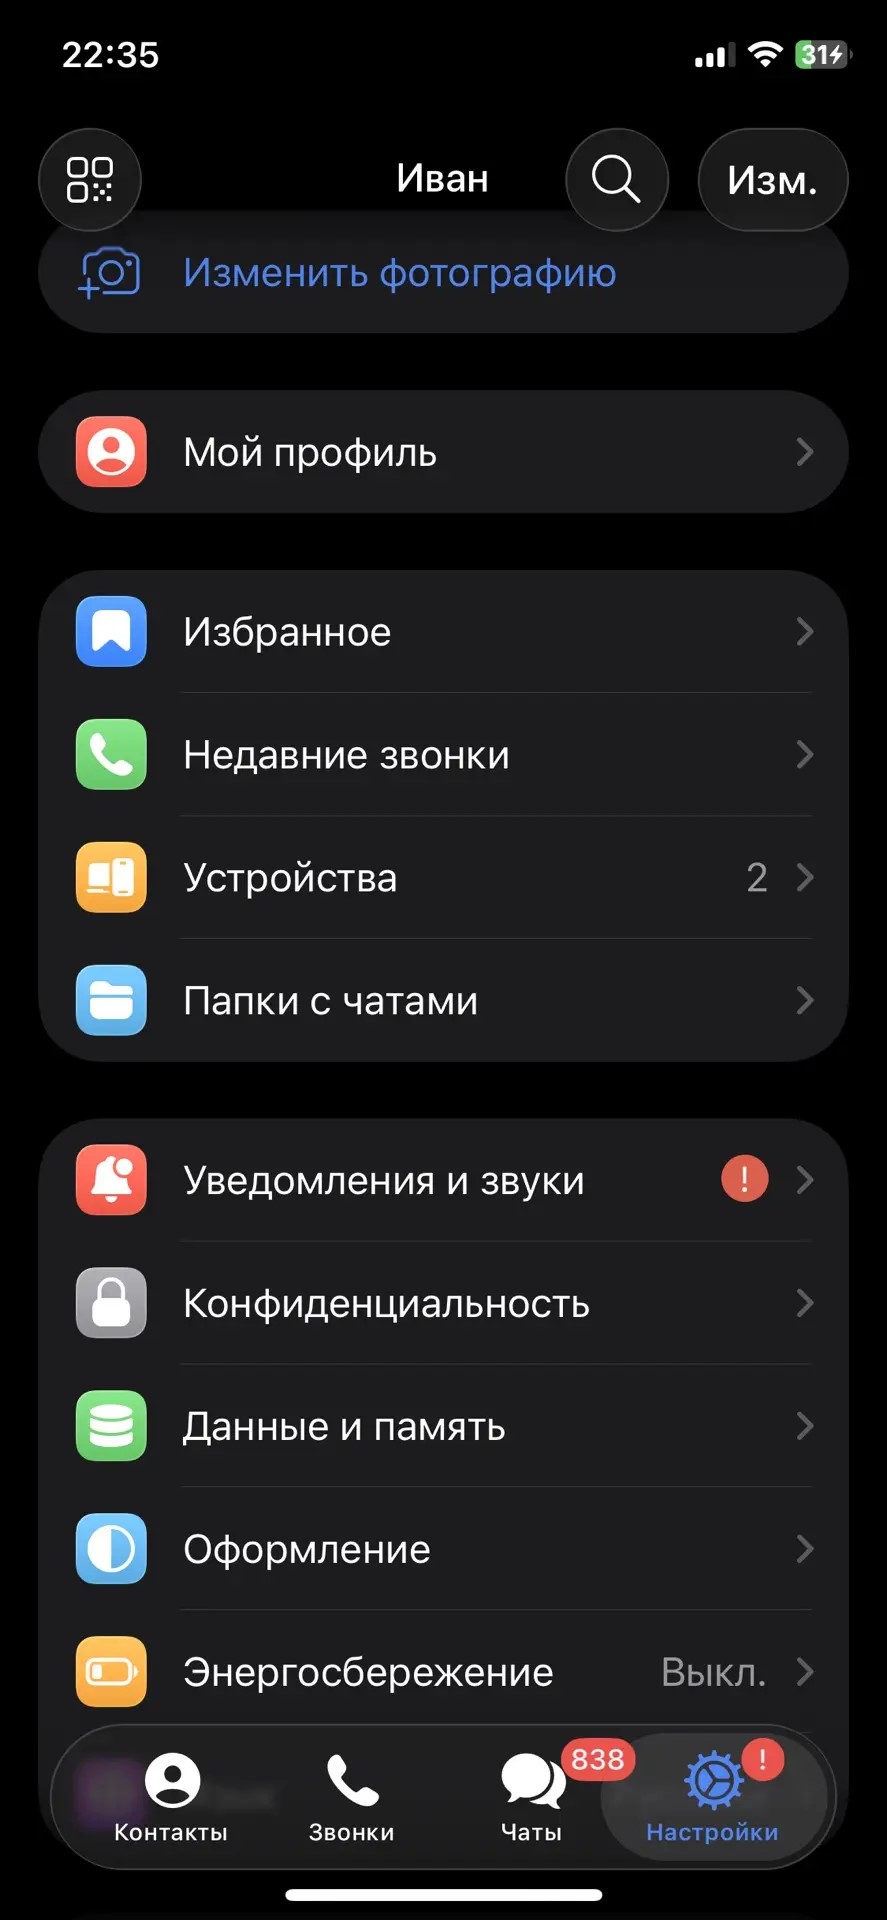 22:35
31
Иван
Изм.
Изменить фотографию
Мой профиль
Избранное
Недавние звонки
Устройства 2
Папки с чатами
Уведомления и звуки !
Конфиденциальность
Данные и память
Оформление
Энергосбережение Выкл.
838 !
Контакты Звонки Чаты Настройки